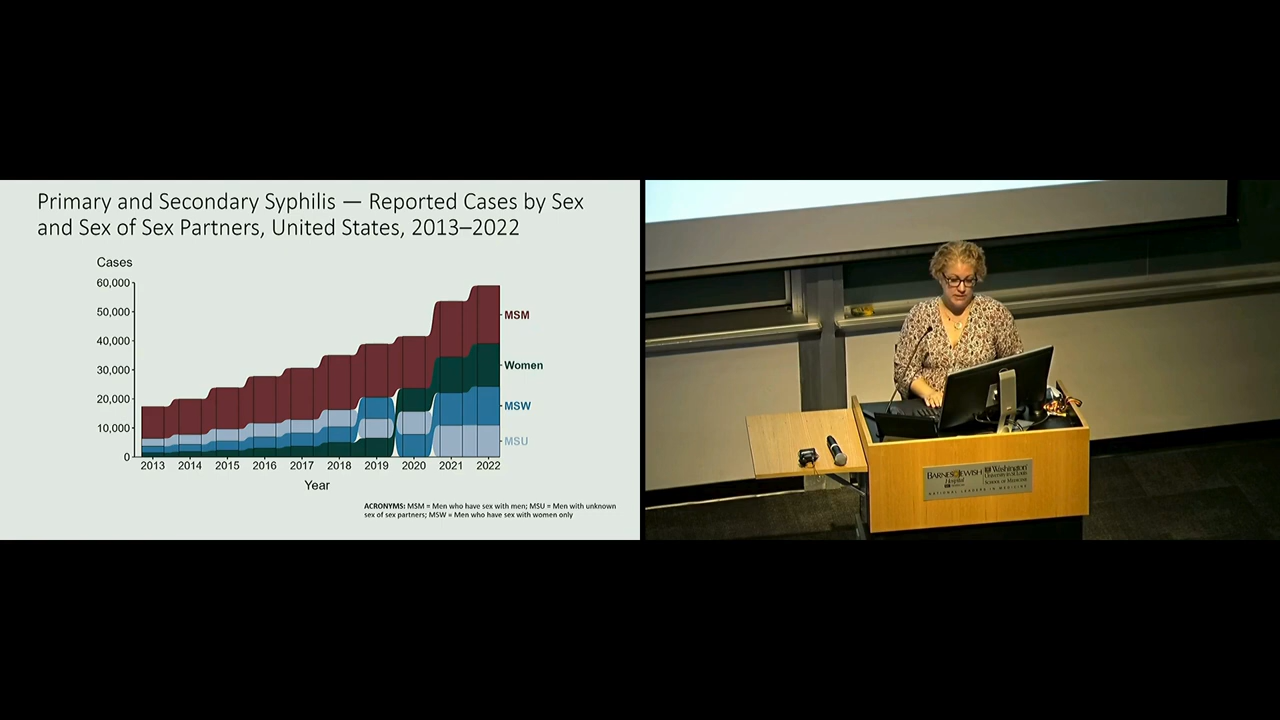 Primary and Secondary Syphilis — Reported Cases by Sex
and Sex of Sex Partners, United States, 2013–2022
Cases
60,000
50,000
40,000
30,000
20,000
10,000
0
MSM
Women
MSW
MSU
2013 2014 2015 2016 2017 2018 2019 2020 2021 2022
Year
ACRONYMS: MSM = Men who have sex with men; MSU = Men with unknown
sex of sex partners; MSW = Men who have sex with women only
BARNES JEWISH
Hospital
Washington
University in St. Louis
SCHOOL OF MEDICINE
NATIONAL LEADERS IN MEDICINE